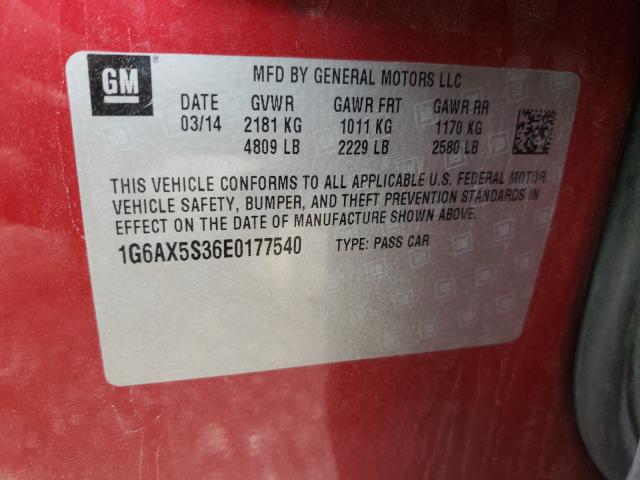 GM ®
MFD BY GENERAL MOTORS LLC
DATE GVWR GAWR FRT GAWR RR
03/14 2181 KG 1011 KG 1170 KG
4809 LB 2229 LB 2580 LB
THIS VEHICLE CONFORMS TO ALL APPLICABLE U.S. FEDERAL MOTOR
VEHICLE SAFETY, BUMPER, AND THEFT PREVENTION STANDARDS IN
EFFECT ON THE DATE OF MANUFACTURE SHOWN ABOVE.
1G6AX5S36E0177540 TYPE: PASS CAR